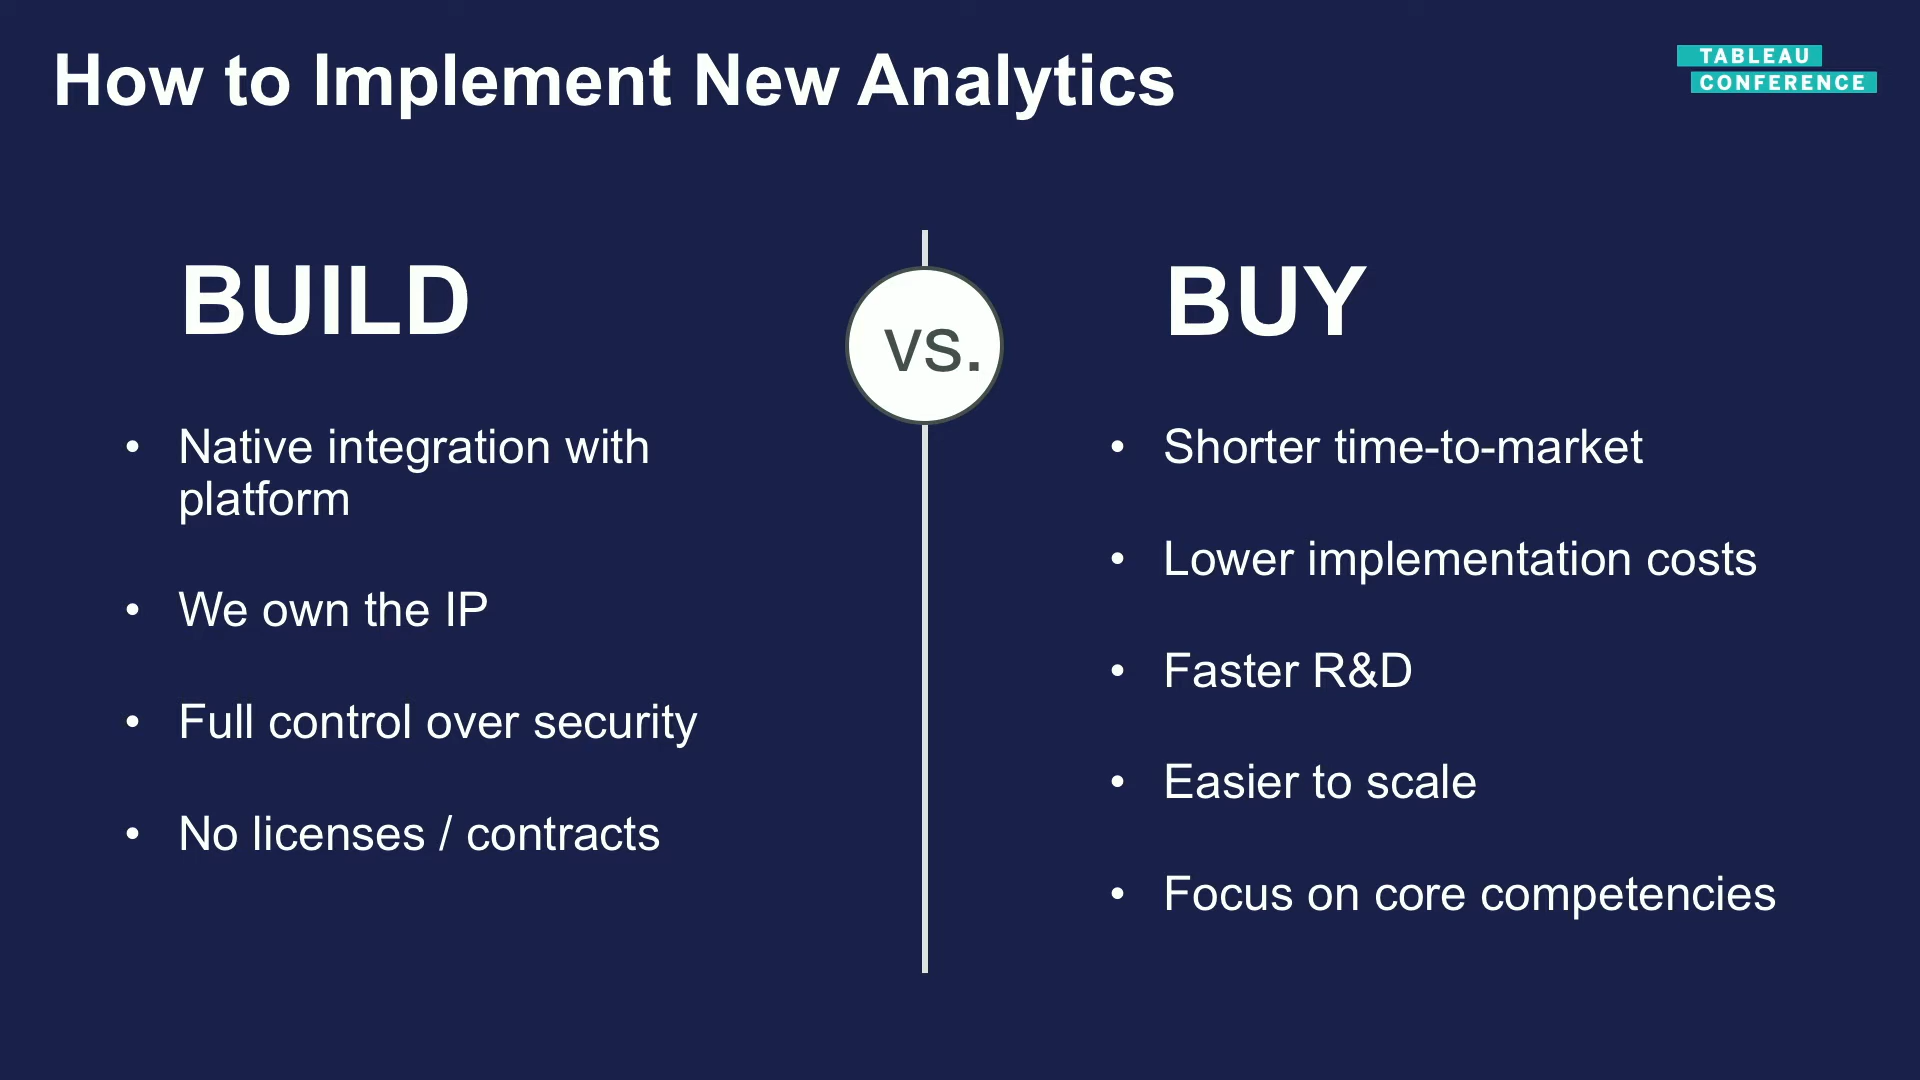 How to Implement New Analytics
TABLEAU
CONFERENCE
BUILD
• Native integration with
platform
• We own the IP
• Full control over security
• No licenses / contracts
vs.
BUY
• Shorter time-to-market
• Lower implementation costs
• Faster R&D
• Easier to scale
• Focus on core competencies